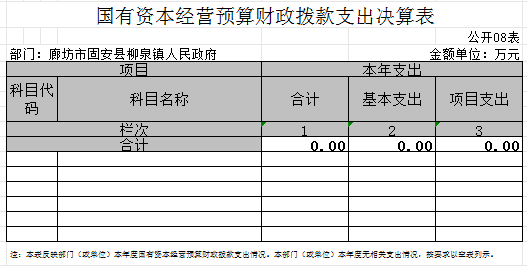 国有资本经营预算财政拨款支出决算表
公开08表
部门：廊坊市固安县柳泉镇人民政府 金额单位：万元
项目 本年支出
科目代码 科目名称 合计 基本支出 项目支出
栏次 1 2 3
合计 0.00 0.00 0.00
注：本表反映部门（或单位）本年度国有资本经营预算财政拨款支出情况。本部门（或单位）本年度无相关支出情况，按要求以空表列示。